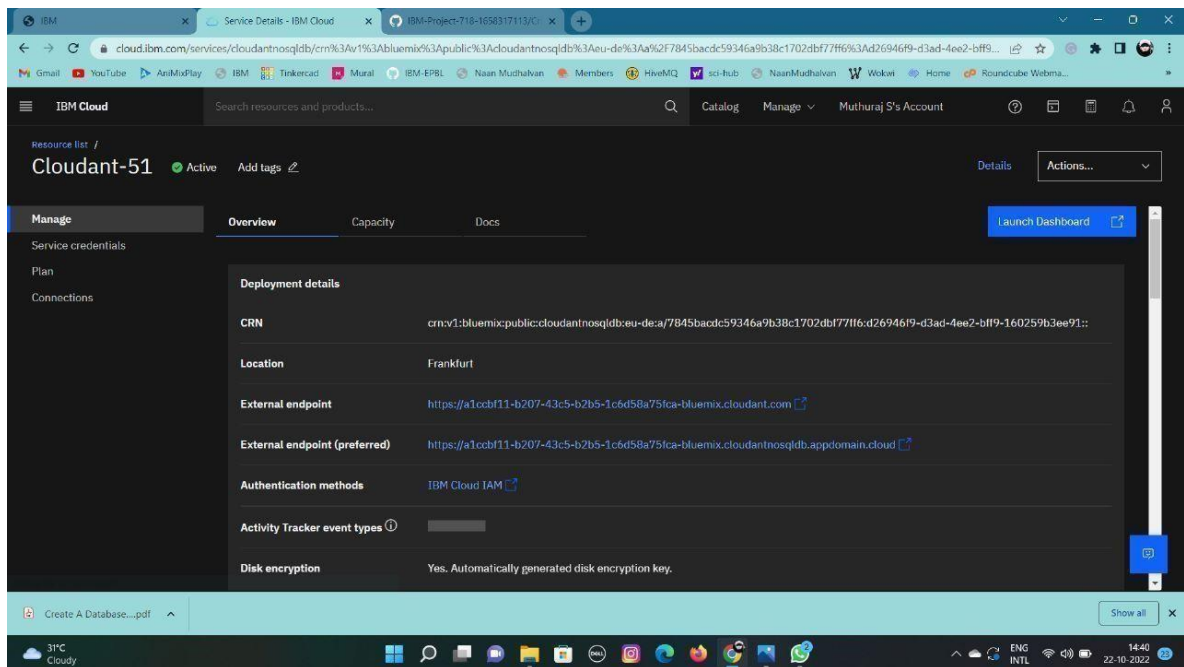 IBM
Service Details - IBM Cloud
IBM-Project-718-1658317113/Cr
cloud.ibm.com/services/cloudantnosqldb/crn%3Av1%3Abluemix%3Apublic%3Acloudantnosqldb%3Aeu-de%3Aa%2F7845bacdc59346a9b38c1702dbf77ff6%3Ad26946f9-d3ad-4ee2-bff9...
Gmail YouTube AniMixPlay IBM Tinkercad Mural IBM-EPBL Naan Mudhalvan Members HiveMQ sci-hub NaanMudhalvan Wokwi Home Roundcube Webma...
IBM Cloud Search resources and products... Catalog Manage Muthuraj S's Account
Resource list /
Cloudant-51 Active Add tags Details Actions...
Manage
Service credentials
Plan
Connections
Overview Capacity Docs Launch Dashboard
Deployment details
CRN crn:v1:bluemix:public:cloudantnosqldb:eu-de:a/7845bacdc59346a9b38c1702dbf77ff6:d26946f9-d3ad-4ee2-bff9-160259b3ee91::
Location Frankfurt
External endpoint https://a1ccbf11-b207-43c5-b2b5-1c6d58a75fca-bluemix.cloudant.com
External endpoint (preferred) https://a1ccbf11-b207-43c5-b2b5-1c6d58a75fca-bluemix.cloudantnosqldb.appdomain.cloud
Authentication methods IBM Cloud IAM
Activity Tracker event types
Disk encryption Yes. Automatically generated disk encryption key.
Create A Database...pdf Show all
31°C
Cloudy
ENG
INTL
14:40
22-10-2022
23